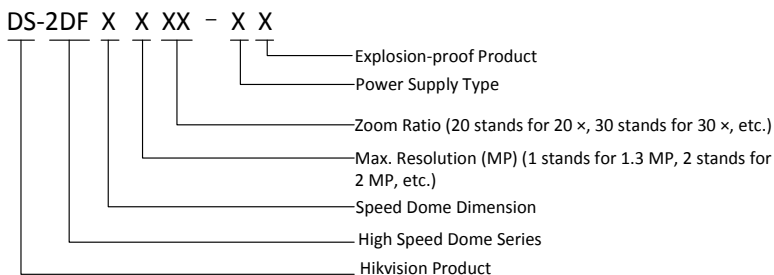 DS-2DF X X XX - X X
Explosion-proof Product
Power Supply Type
Zoom Ratio (20 stands for 20 ×, 30 stands for 30 ×, etc.)
Max. Resolution (MP) (1 stands for 1.3 MP, 2 stands for
2 MP, etc.)
Speed Dome Dimension
High Speed Dome Series
Hikvision Product